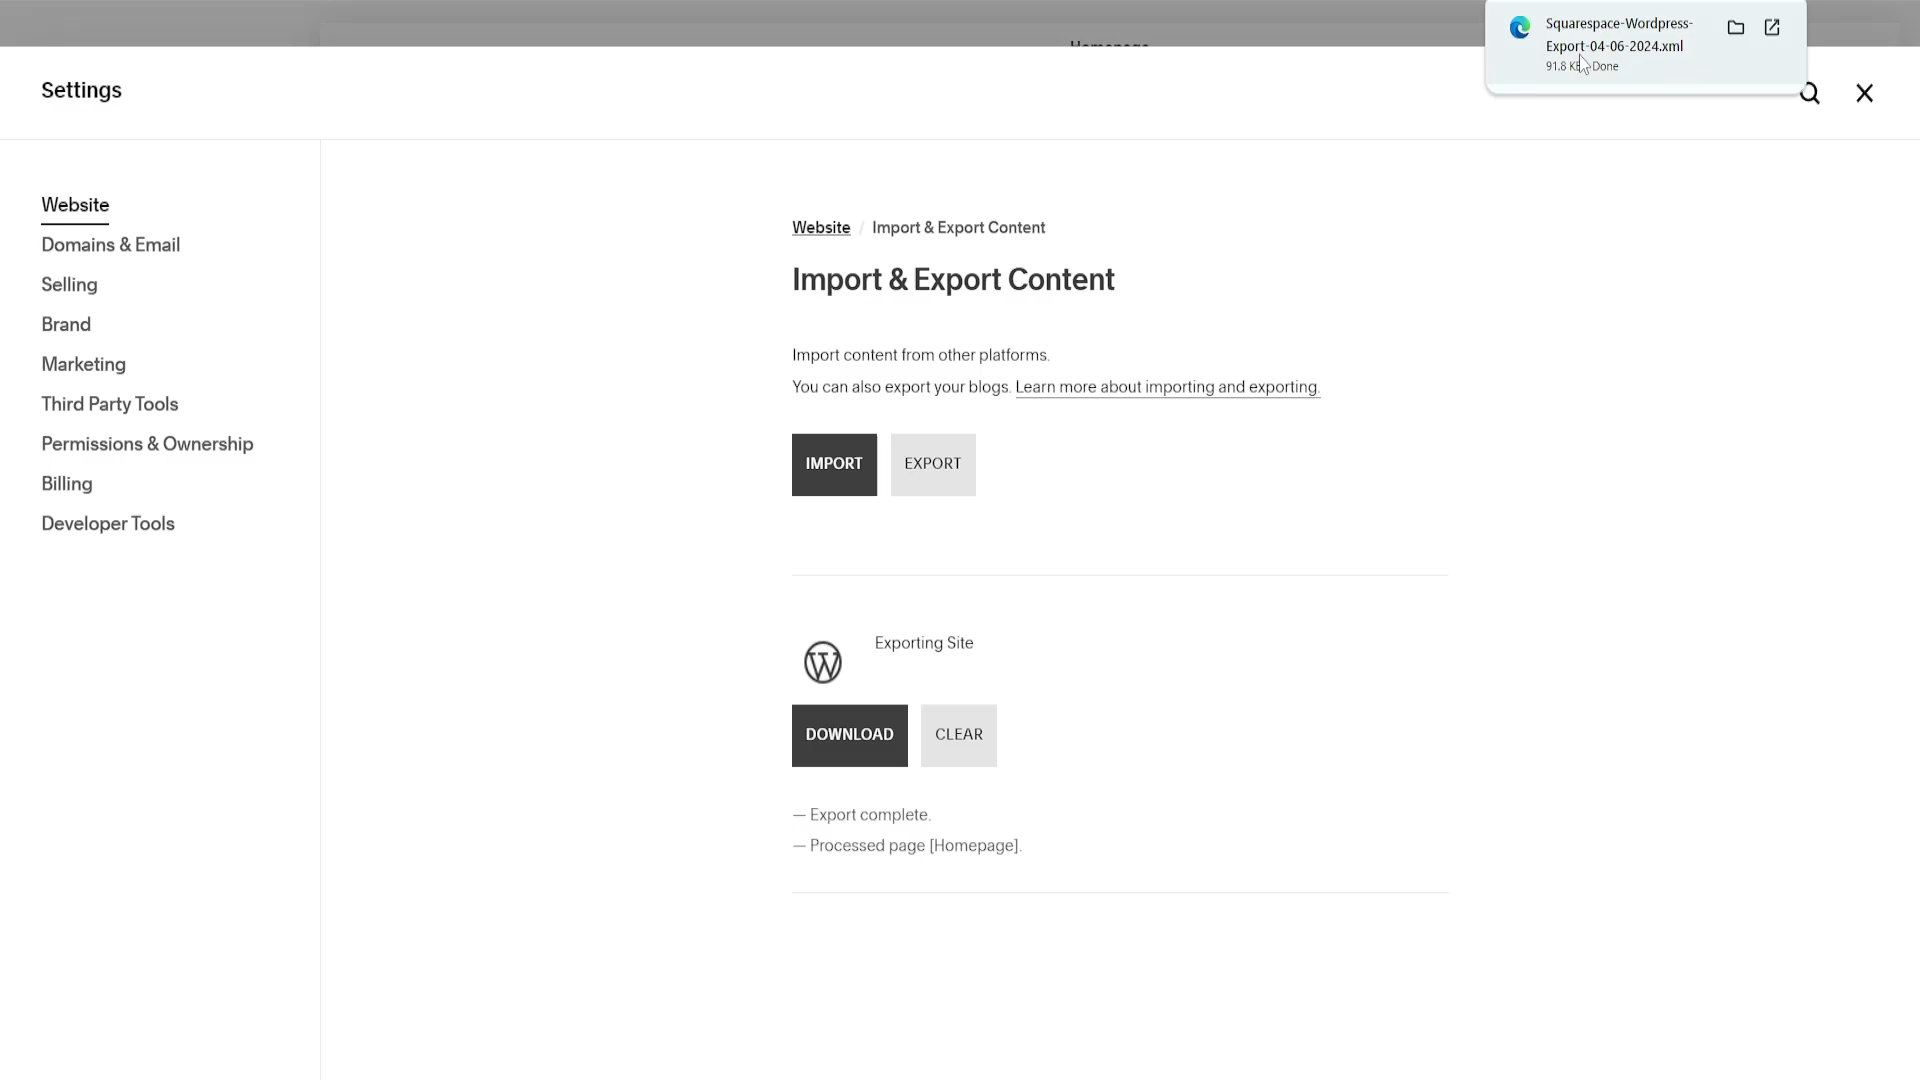 Squarespace-Wordpress-
Export-04-06-2024.xml
Done
Settings
Website
Domains & Email
Selling
Brand
Marketing
Third Party Tools
Permissions & Ownership
Billing
Developer Tools
Website / Import & Export Content
Import & Export Content
Import content from other platforms.
You can also export your blogs. Learn more about importing and exporting.
IMPORT EXPORT
Exporting Site
DOWNLOAD CLEAR
— Export complete.
— Processed page [Homepage].